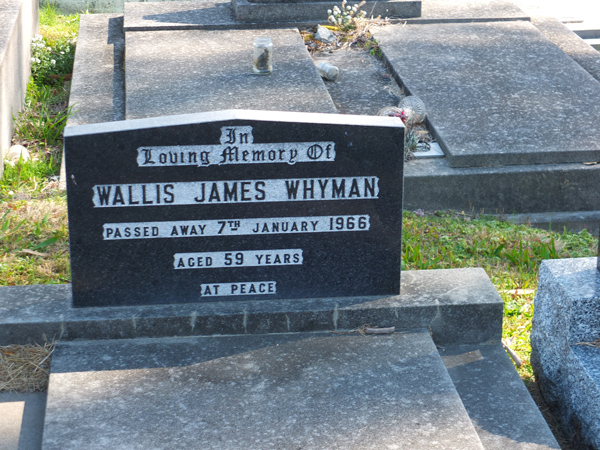 In
Loving Memory Of
WALLIS JAMES WHYMAN
PASSED AWAY 7TH JANUARY 1966
AGED 59 YEARS
AT PEACE